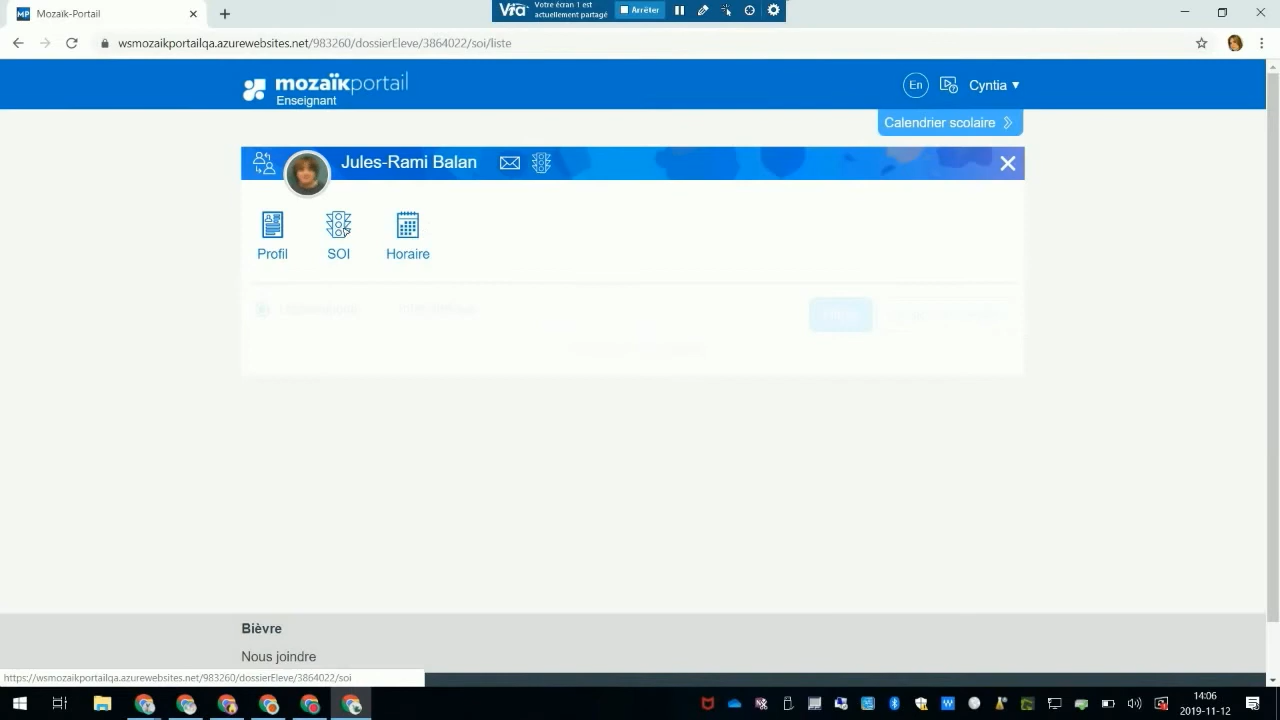 Mozaïk-Portail
Via
Votre écran 1 est
actuellement partagé
Arrêter
wsmozaikportailqa.azurewebsites.net/983260/dossierEleve/3864022/soi/liste
mozaïkportail
Enseignant
En
Cyntia
Calendrier scolaire
Jules-Rami Balan
Profil
SOI
Horaire
Bièvre
Nous joindre
https://wsmozaikportailqa.azurewebsites.net/983260/dossierEleve/3864022/soi
14:06
2019-11-12